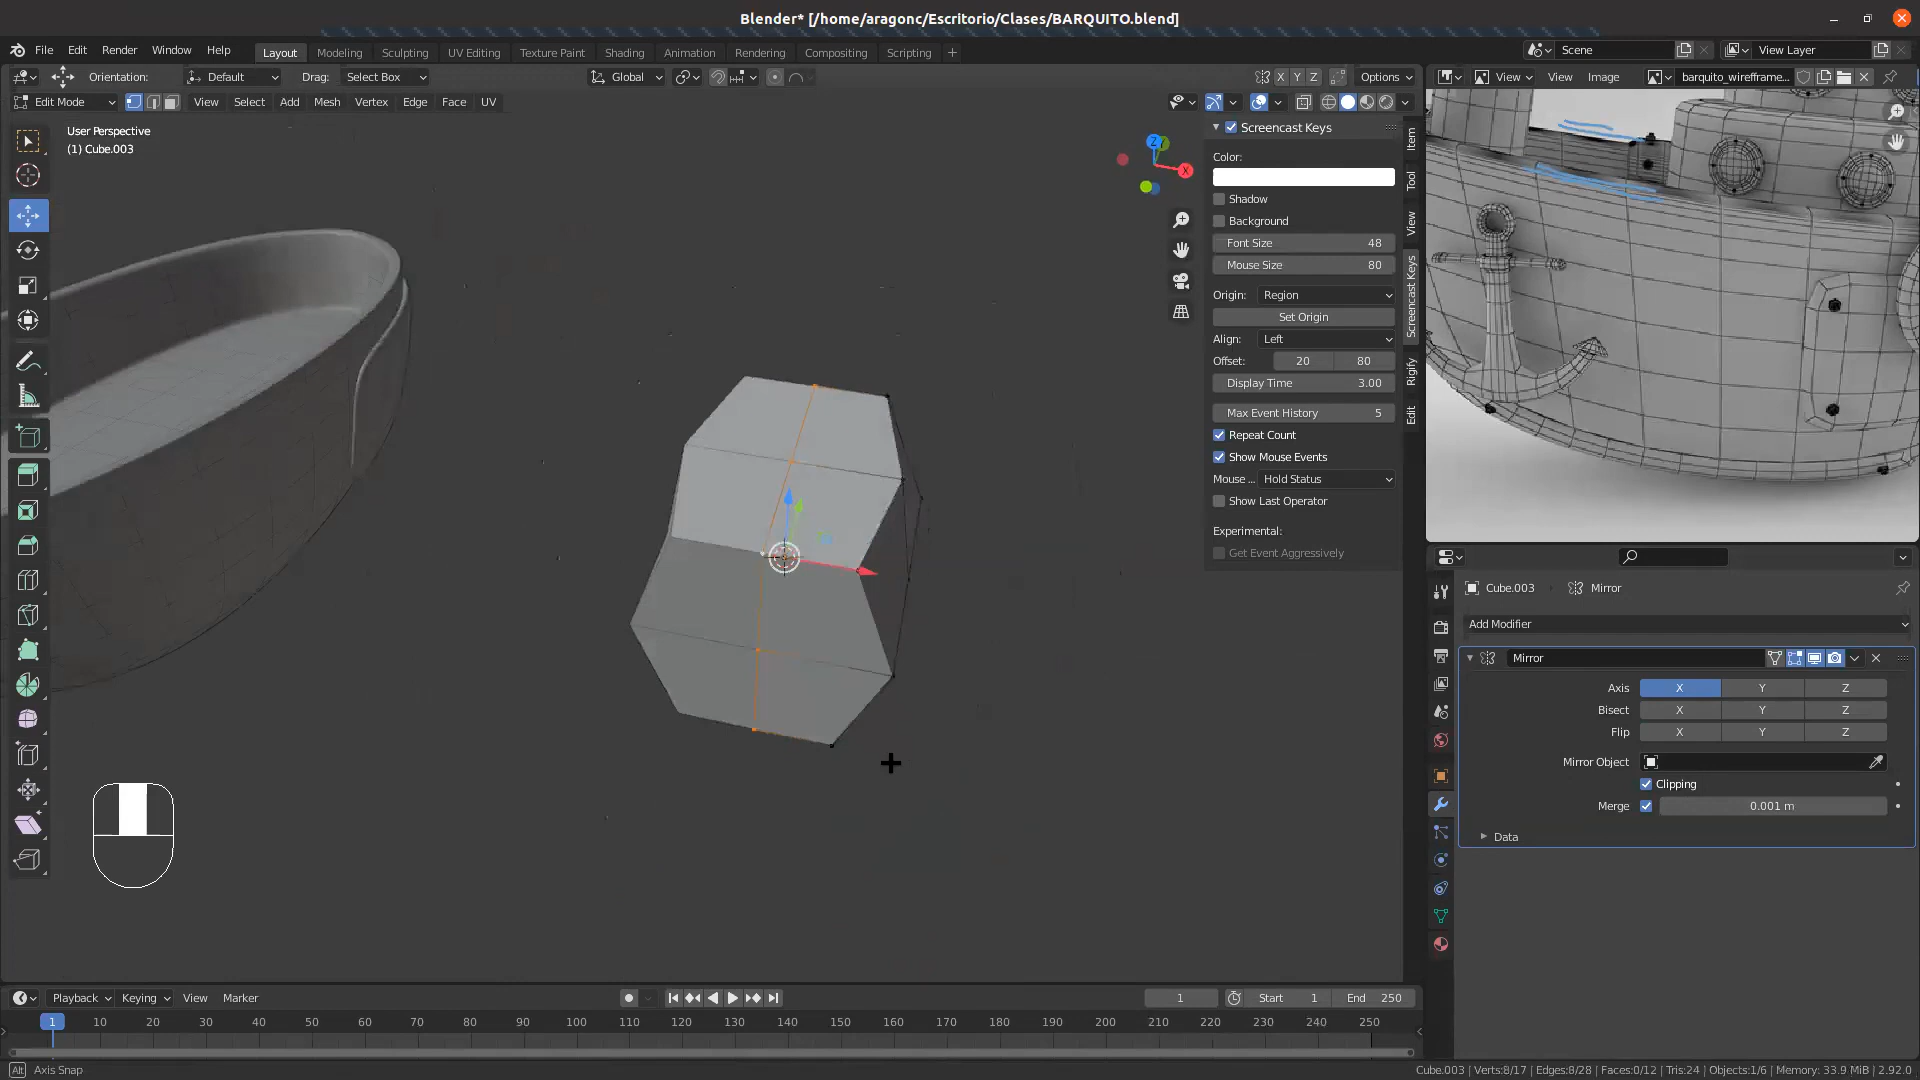 Blender* [/home/aragonc/Escritorio/Clases/BARQUITO.blend]
File Edit Render Window Help
Layout Modeling Sculpting UV Editing Texture Paint Shading Animation Rendering Compositing Scripting +
Scene
View Layer
Orientation: Default Drag: Select Box
Global
X Y Z Options
View View Image barquito_wireframe...
Edit Mode View Select Add Mesh Vertex Edge Face UV
User Perspective
(1) Cube.003
Z
X
Screencast Keys
Color:
Shadow
Background
Font Size 48
Mouse Size 80
Origin: Region
Set Origin
Align: Left
Offset: 20 80
Display Time 3.00
Max Event History 5
Repeat Count
Show Mouse Events
Mouse ... Hold Status
Show Last Operator
Experimental:
Get Event Aggressively
Item
Tool
View
Screencast Keys
Rigify
Edit
Cube.003 Mirror
Add Modifier
Mirror
Axis X Y Z
Bisect X Y Z
Flip X Y Z
Mirror Object
Clipping
Merge 0.001 m
Data
Playback Keying View Marker
1 Start 1 End 250
1 10 20 30 40 50 60 70 80 90 100 110 120 130 140 150 160 170 180 190 200 210 220 230 240 250
Alt Axis Snap
Cube.003 | Verts:8/17 | Edges:8/28 | Faces:0/12 | Tris:24 | Objects:1/6 | Memory: 33.9 MiB | 2.92.0